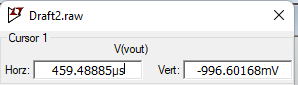 Draft2.raw
Cursor 1
V(vout)
Horz: 459.48885µs Vert: -996.60168mV